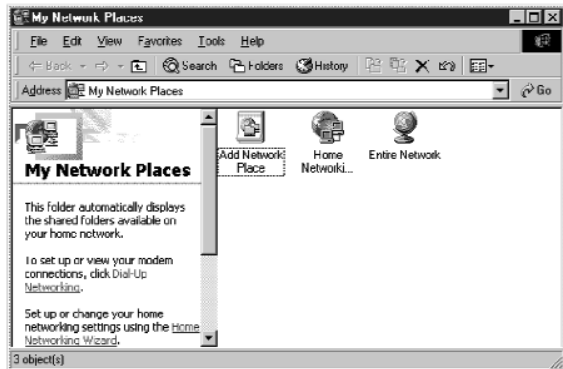 My Network Places
File Edit View Favorites Tools Help
Back Search Folders History
Address My Network Places Go
My Network Places
This folder automatically displays
the shared folders available on
your home network.
To set up or view your modem
connections, click Dial-Up
Networking.
Set up or change your home
networking settings using the Home
Networking Wizard.
Add Network
Place
Home
Networki...
Entire Network
3 object(s)